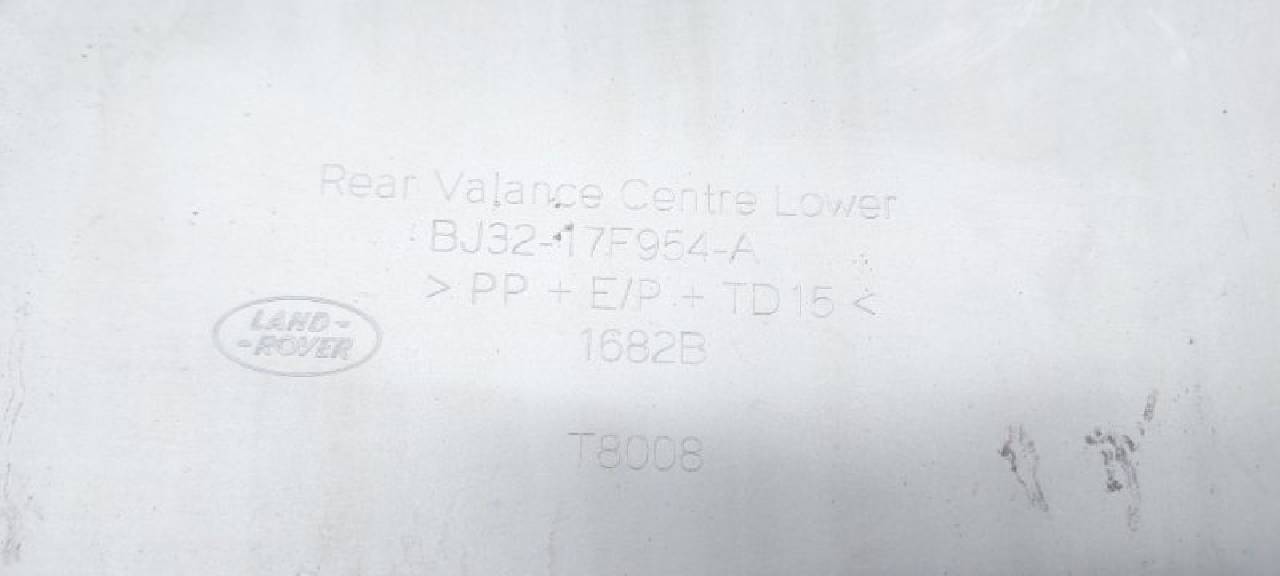 Rear Valance Centre Lower
BJ32-17F954-A
> PP + E/P + TD15 <
LAND-
-ROVER
1682B
T8008